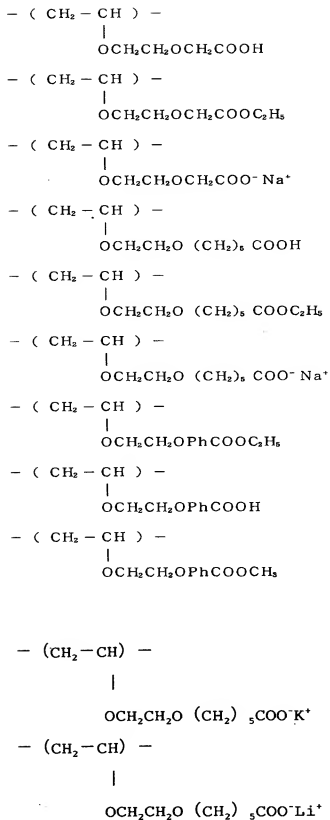 − ( CH₂ − CH ) −
|
OCH₂CH₂OCH₂COOH
− ( CH₂ − CH ) −
|
OCH₂CH₂OCH₂COOC₂H₅
− ( CH₂ − CH ) −
|
OCH₂CH₂OCH₂COO⁻Na⁺
− ( CH₂ − CH ) −
|
OCH₂CH₂O (CH₂)₅ COOH
− ( CH₂ − CH ) −
|
OCH₂CH₂O (CH₂)₅ COOC₂H₅
− ( CH₂ − CH ) −
|
OCH₂CH₂O (CH₂)₅ COO⁻Na⁺
− ( CH₂ − CH ) −
|
OCH₂CH₂OPhCOOC₂H₅
− ( CH₂ − CH ) −
|
OCH₂CH₂OPhCOOH
− ( CH₂ − CH ) −
|
OCH₂CH₂OPhCOOCH₃
− (CH₂−CH) −
|
OCH₂CH₂O (CH₂) ₅COO⁻K⁺
− (CH₂−CH) −
|
OCH₂CH₂O (CH₂) ₅COO⁻Li⁺